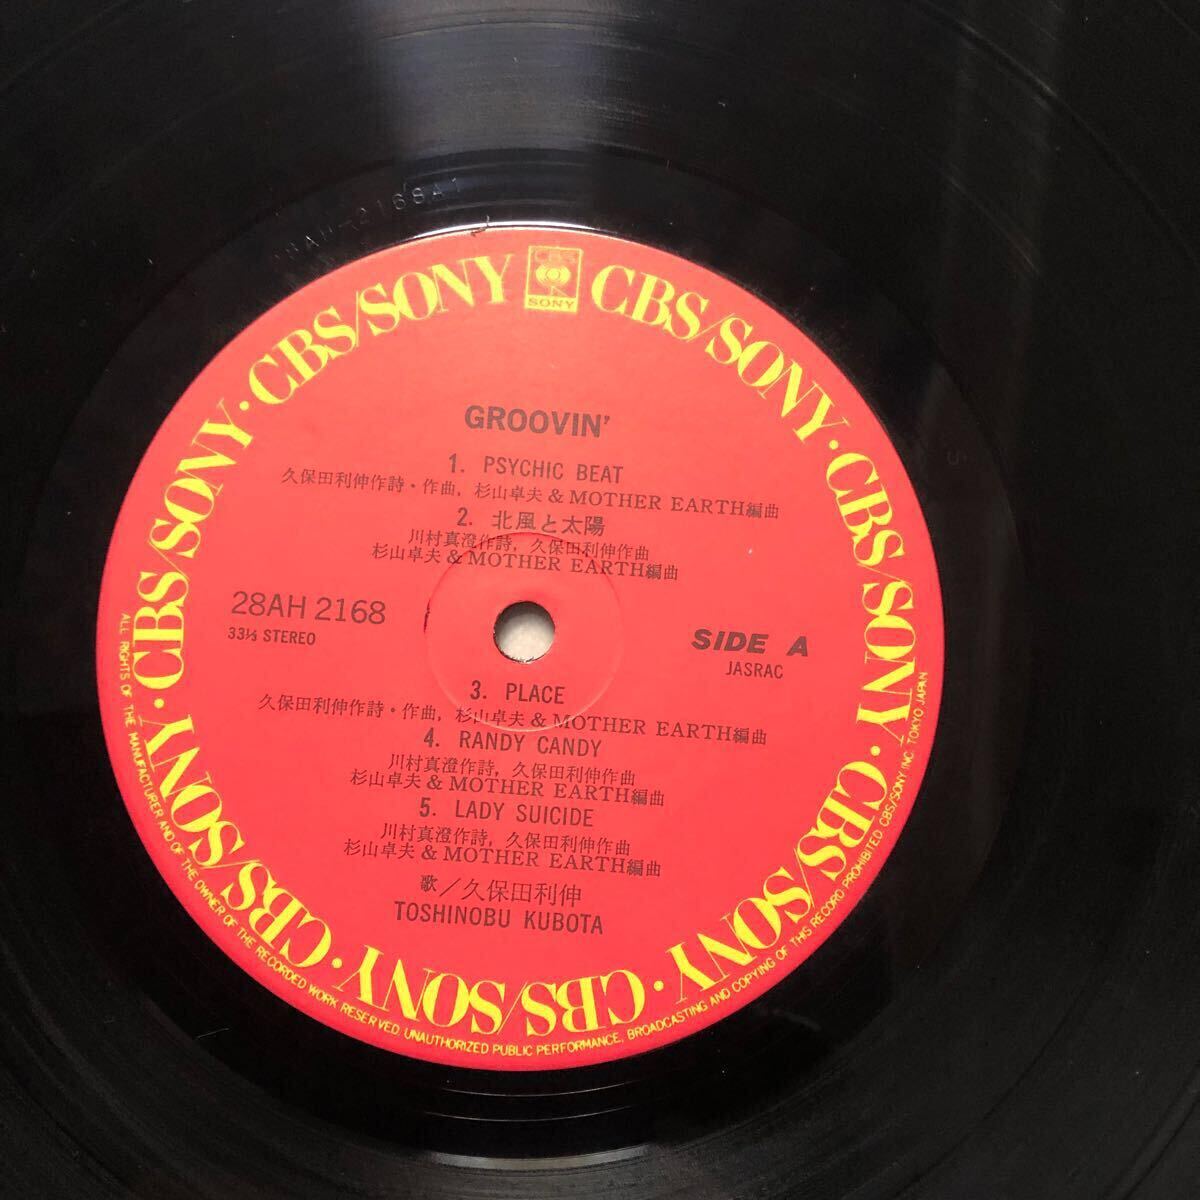 CBS/SONY · CBS/SONY · CBS/SONY · CBS/SONY · CBS/SONY · CBS/SONY · CBS/SONY · CBS/SONY · CBS/SONY
CBS
SONY
GROOVIN'
1. PSYCHIC BEAT
久保田利伸作詩・作曲, 杉山卓夫 & MOTHER EARTH編曲
2. 北風と太陽
川村真澄作詩, 久保田利伸作曲
杉山卓夫 & MOTHER EARTH編曲
28AH 2168
33⅓ STEREO
SIDE A
JASRAC
3. PLACE
久保田利伸作詩・作曲, 杉山卓夫 & MOTHER EARTH編曲
4. RANDY CANDY
川村真澄作詩, 久保田利伸作曲
杉山卓夫 & MOTHER EARTH編曲
5. LADY SUICIDE
川村真澄作詩, 久保田利伸作曲
杉山卓夫 & MOTHER EARTH編曲
歌／久保田利伸
TOSHINOBU KUBOTA
ALL RIGHTS OF THE MANUFACTURER AND OF THE OWNER OF THE RECORDED WORK RESERVED. UNAUTHORIZED PUBLIC PERFORMANCE, BROADCASTING AND COPYING OF THIS RECORD PROHIBITED CBS/SONY INC. TOKYO JAPAN